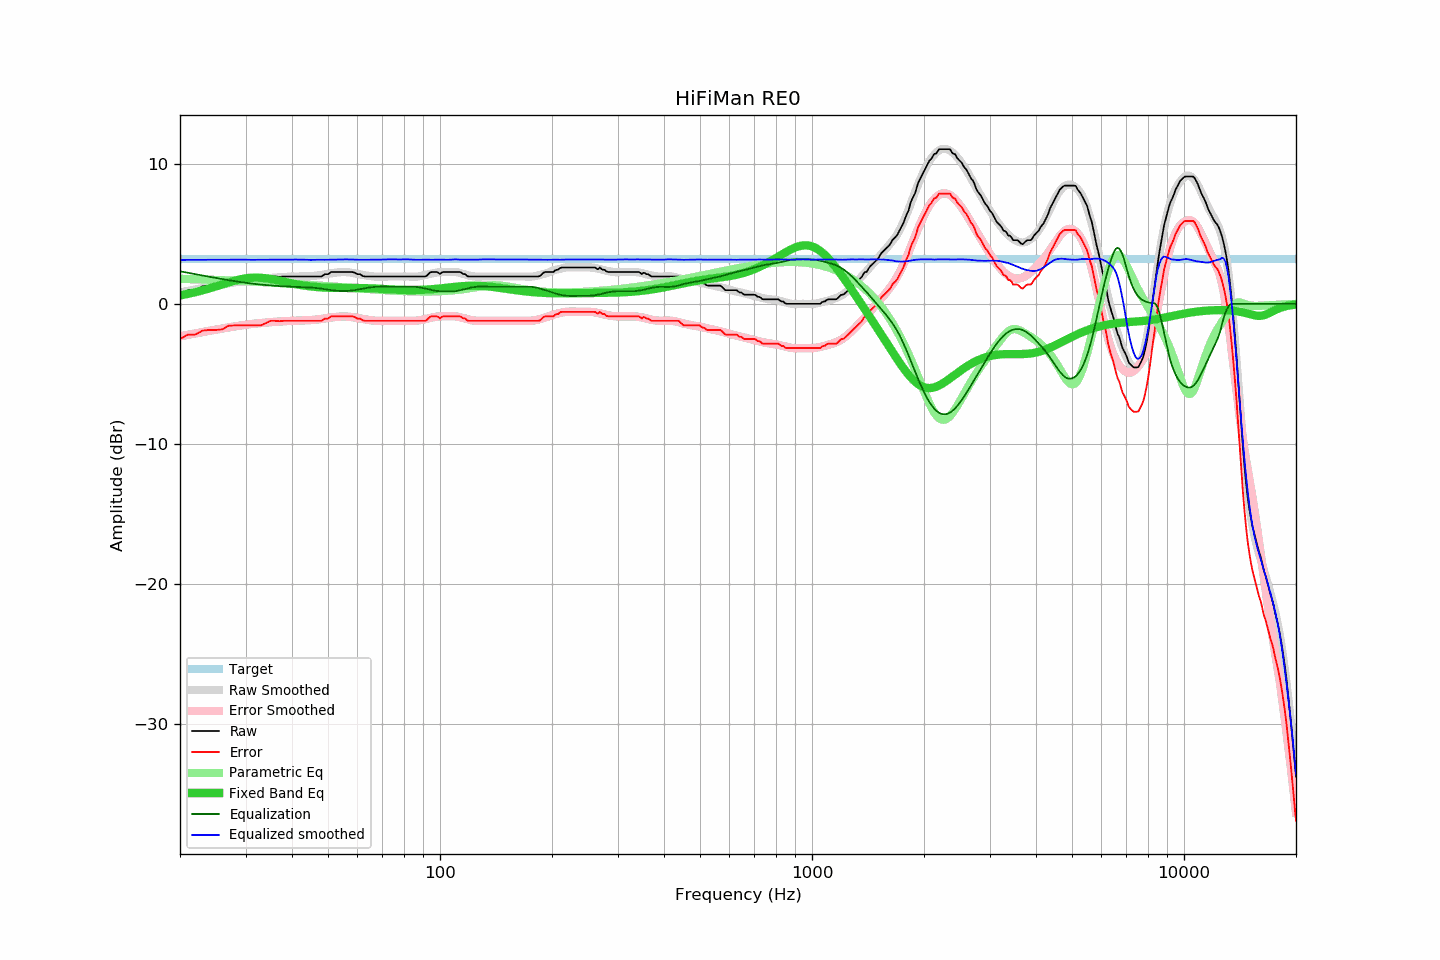 HiFiMan RE0
Amplitude (dBr)
10
0
−10
−20
−30
Target
Raw Smoothed
Error Smoothed
Raw
Error
Parametric Eq
Fixed Band Eq
Equalization
Equalized smoothed
100
1000
10000
Frequency (Hz)